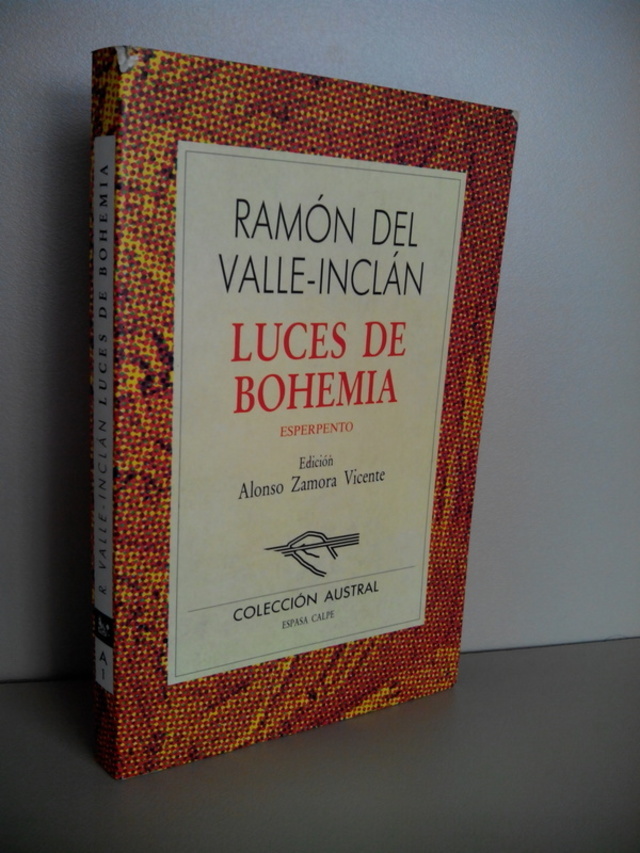 RAMÓN DEL
VALLE-INCLÁN
LUCES DE
BOHEMIA
ESPERPENTO
Edición
Alonso Zamora Vicente
COLECCIÓN AUSTRAL
ESPASA CALPE
R. VALLE-INCLÁN LUCES DE BOHEMIA
A
1